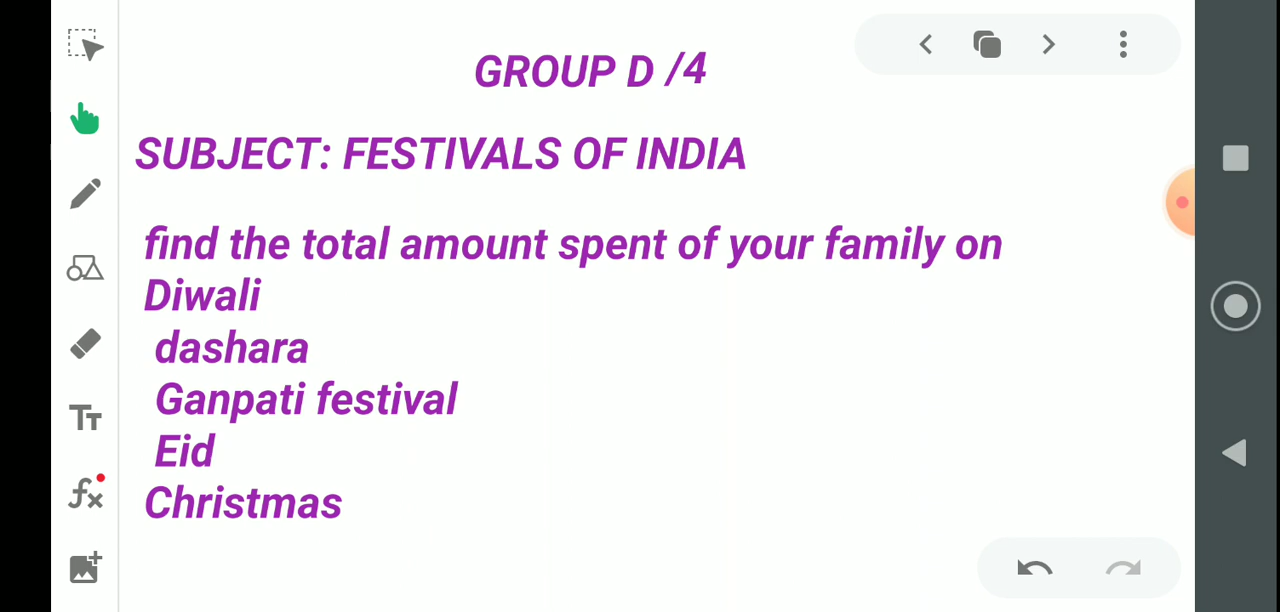 GROUP D /4
SUBJECT: FESTIVALS OF INDIA
find the total amount spent of your family on
Diwali
dashara
Ganpati festival
Eid
Christmas